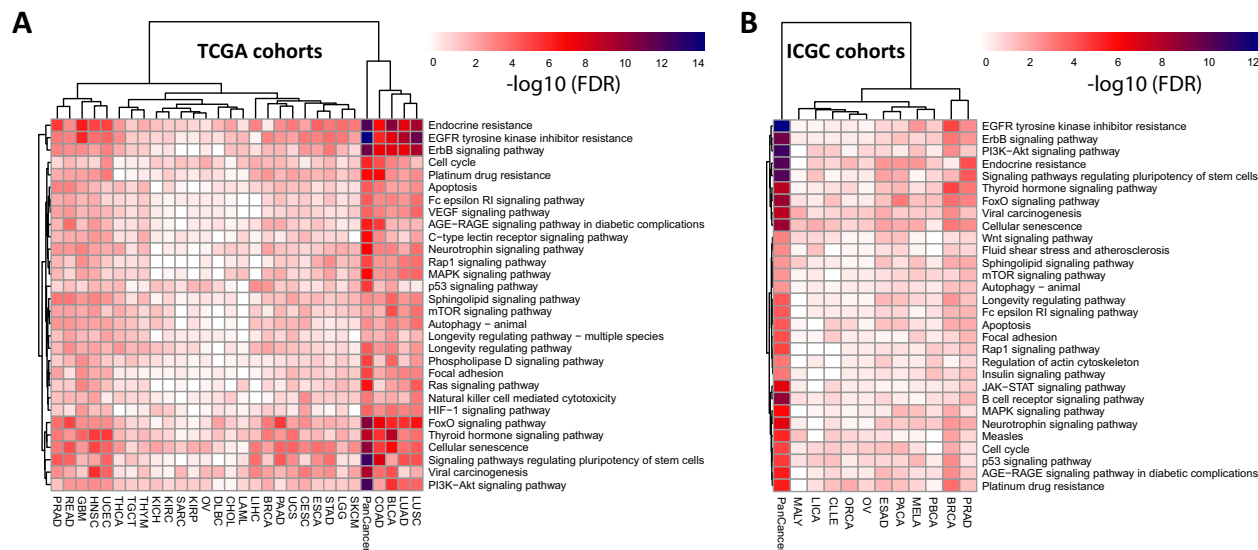 A
TCGA cohorts
0 2 4 6 8 10 12 14
-log10 (FDR)
Endocrine resistance
EGFR tyrosine kinase inhibitor resistance
ErbB signaling pathway
Cell cycle
Platinum drug resistance
Apoptosis
Fc epsilon RI signaling pathway
VEGF signaling pathway
AGE−RAGE signaling pathway in diabetic complications
C−type lectin receptor signaling pathway
Neurotrophin signaling pathway
Rap1 signaling pathway
MAPK signaling pathway
p53 signaling pathway
Sphingolipid signaling pathway
mTOR signaling pathway
Autophagy − animal
Longevity regulating pathway − multiple species
Longevity regulating pathway
Phospholipase D signaling pathway
Focal adhesion
Ras signaling pathway
Natural killer cell mediated cytotoxicity
HIF−1 signaling pathway
FoxO signaling pathway
Thyroid hormone signaling pathway
Cellular senescence
Signaling pathways regulating pluripotency of stem cells
Viral carcinogenesis
PI3K−Akt signaling pathway
PRAD
READ
GBM
HNSC
UCEC
THCA
TGCT
THYM
KICH
KIRC
SARC
KIRP
OV
DLBC
CHOL
LAML
LIHC
BRCA
PAAD
UCS
CESC
ESCA
STAD
LGG
SKCM
PanCancer
COAD
BLCA
LUAD
LUSC
B
ICGC cohorts
0 2 4 6 8 10 12
-log10 (FDR)
EGFR tyrosine kinase inhibitor resistance
ErbB signaling pathway
PI3K−Akt signaling pathway
Endocrine resistance
Signaling pathways regulating pluripotency of stem cells
Thyroid hormone signaling pathway
FoxO signaling pathway
Viral carcinogenesis
Cellular senescence
Wnt signaling pathway
Fluid shear stress and atherosclerosis
Sphingolipid signaling pathway
mTOR signaling pathway
Autophagy − animal
Longevity regulating pathway
Fc epsilon RI signaling pathway
Apoptosis
Focal adhesion
Rap1 signaling pathway
Regulation of actin cytoskeleton
Insulin signaling pathway
JAK−STAT signaling pathway
B cell receptor signaling pathway
MAPK signaling pathway
Neurotrophin signaling pathway
Measles
Cell cycle
p53 signaling pathway
AGE−RAGE signaling pathway in diabetic complications
Platinum drug resistance
PanCancer
MALY
LICA
CLLE
ORCA
OV
ESAD
PACA
MELA
PBCA
BRCA
PRAD